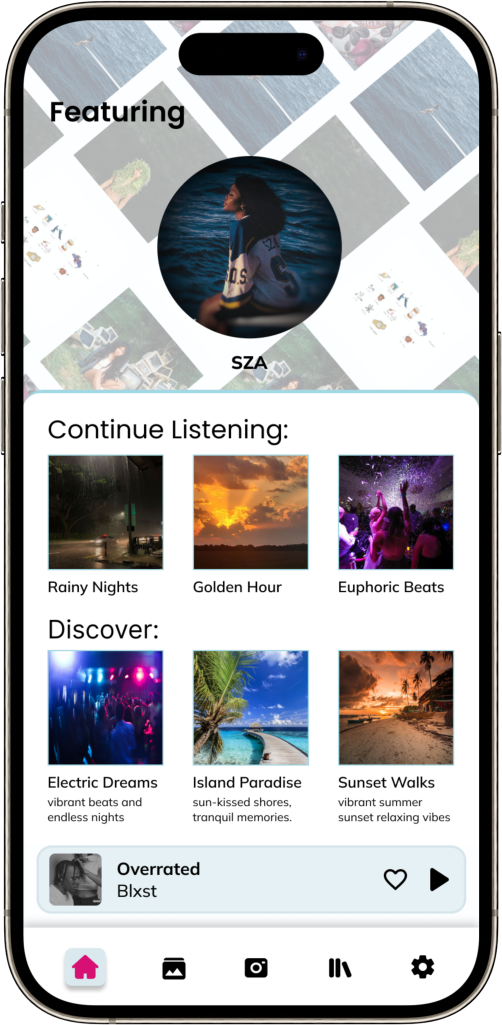 Featuring
SZA
SZA
Continue Listening:
Rainy Nights
Golden Hour
Euphoric Beats
Discover:
Electric Dreams
Island Paradise
Sunset Walks
vibrant beats and
endless nights
sun-kissed shores,
tranquil memories.
vibrant summer
sunset relaxing vibes
Overrated
Blxst